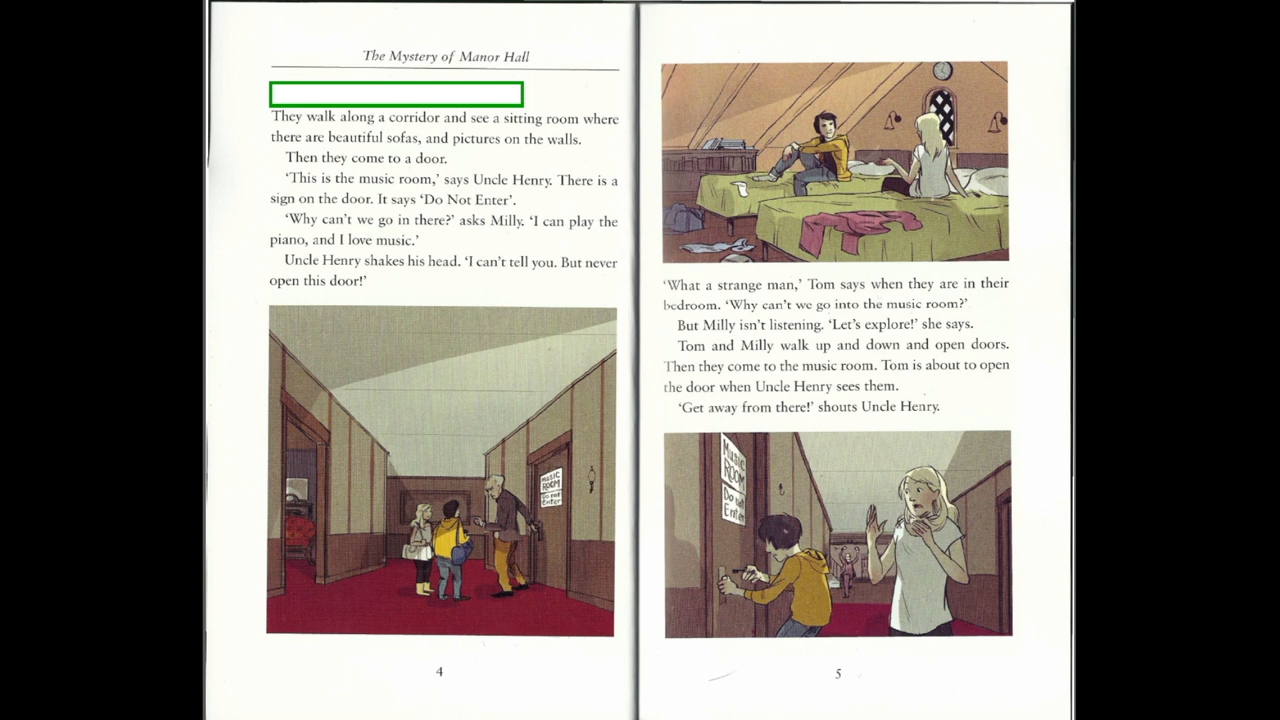 The Mystery of Manor Hall
They walk along a corridor and see a sitting room where
there are beautiful sofas, and pictures on the walls.
Then they come to a door.
‘This is the music room,’ says Uncle Henry. There is a
sign on the door. It says ‘Do Not Enter’.
‘Why can’t we go in there?’ asks Milly. ‘I can play the
piano, and I love music.’
Uncle Henry shakes his head. ‘I can’t tell you. But never
open this door!’
MUSIC
ROOM
Do not
Enter
4
‘What a strange man,’ Tom says when they are in their
bedroom. ‘Why can’t we go into the music room?’
But Milly isn’t listening. ‘Let’s explore!’ she says.
Tom and Milly walk up and down and open doors.
Then they come to the music room. Tom is about to open
the door when Uncle Henry sees them.
‘Get away from there!’ shouts Uncle Henry.
Music
ROOM
Do not
Enter
5